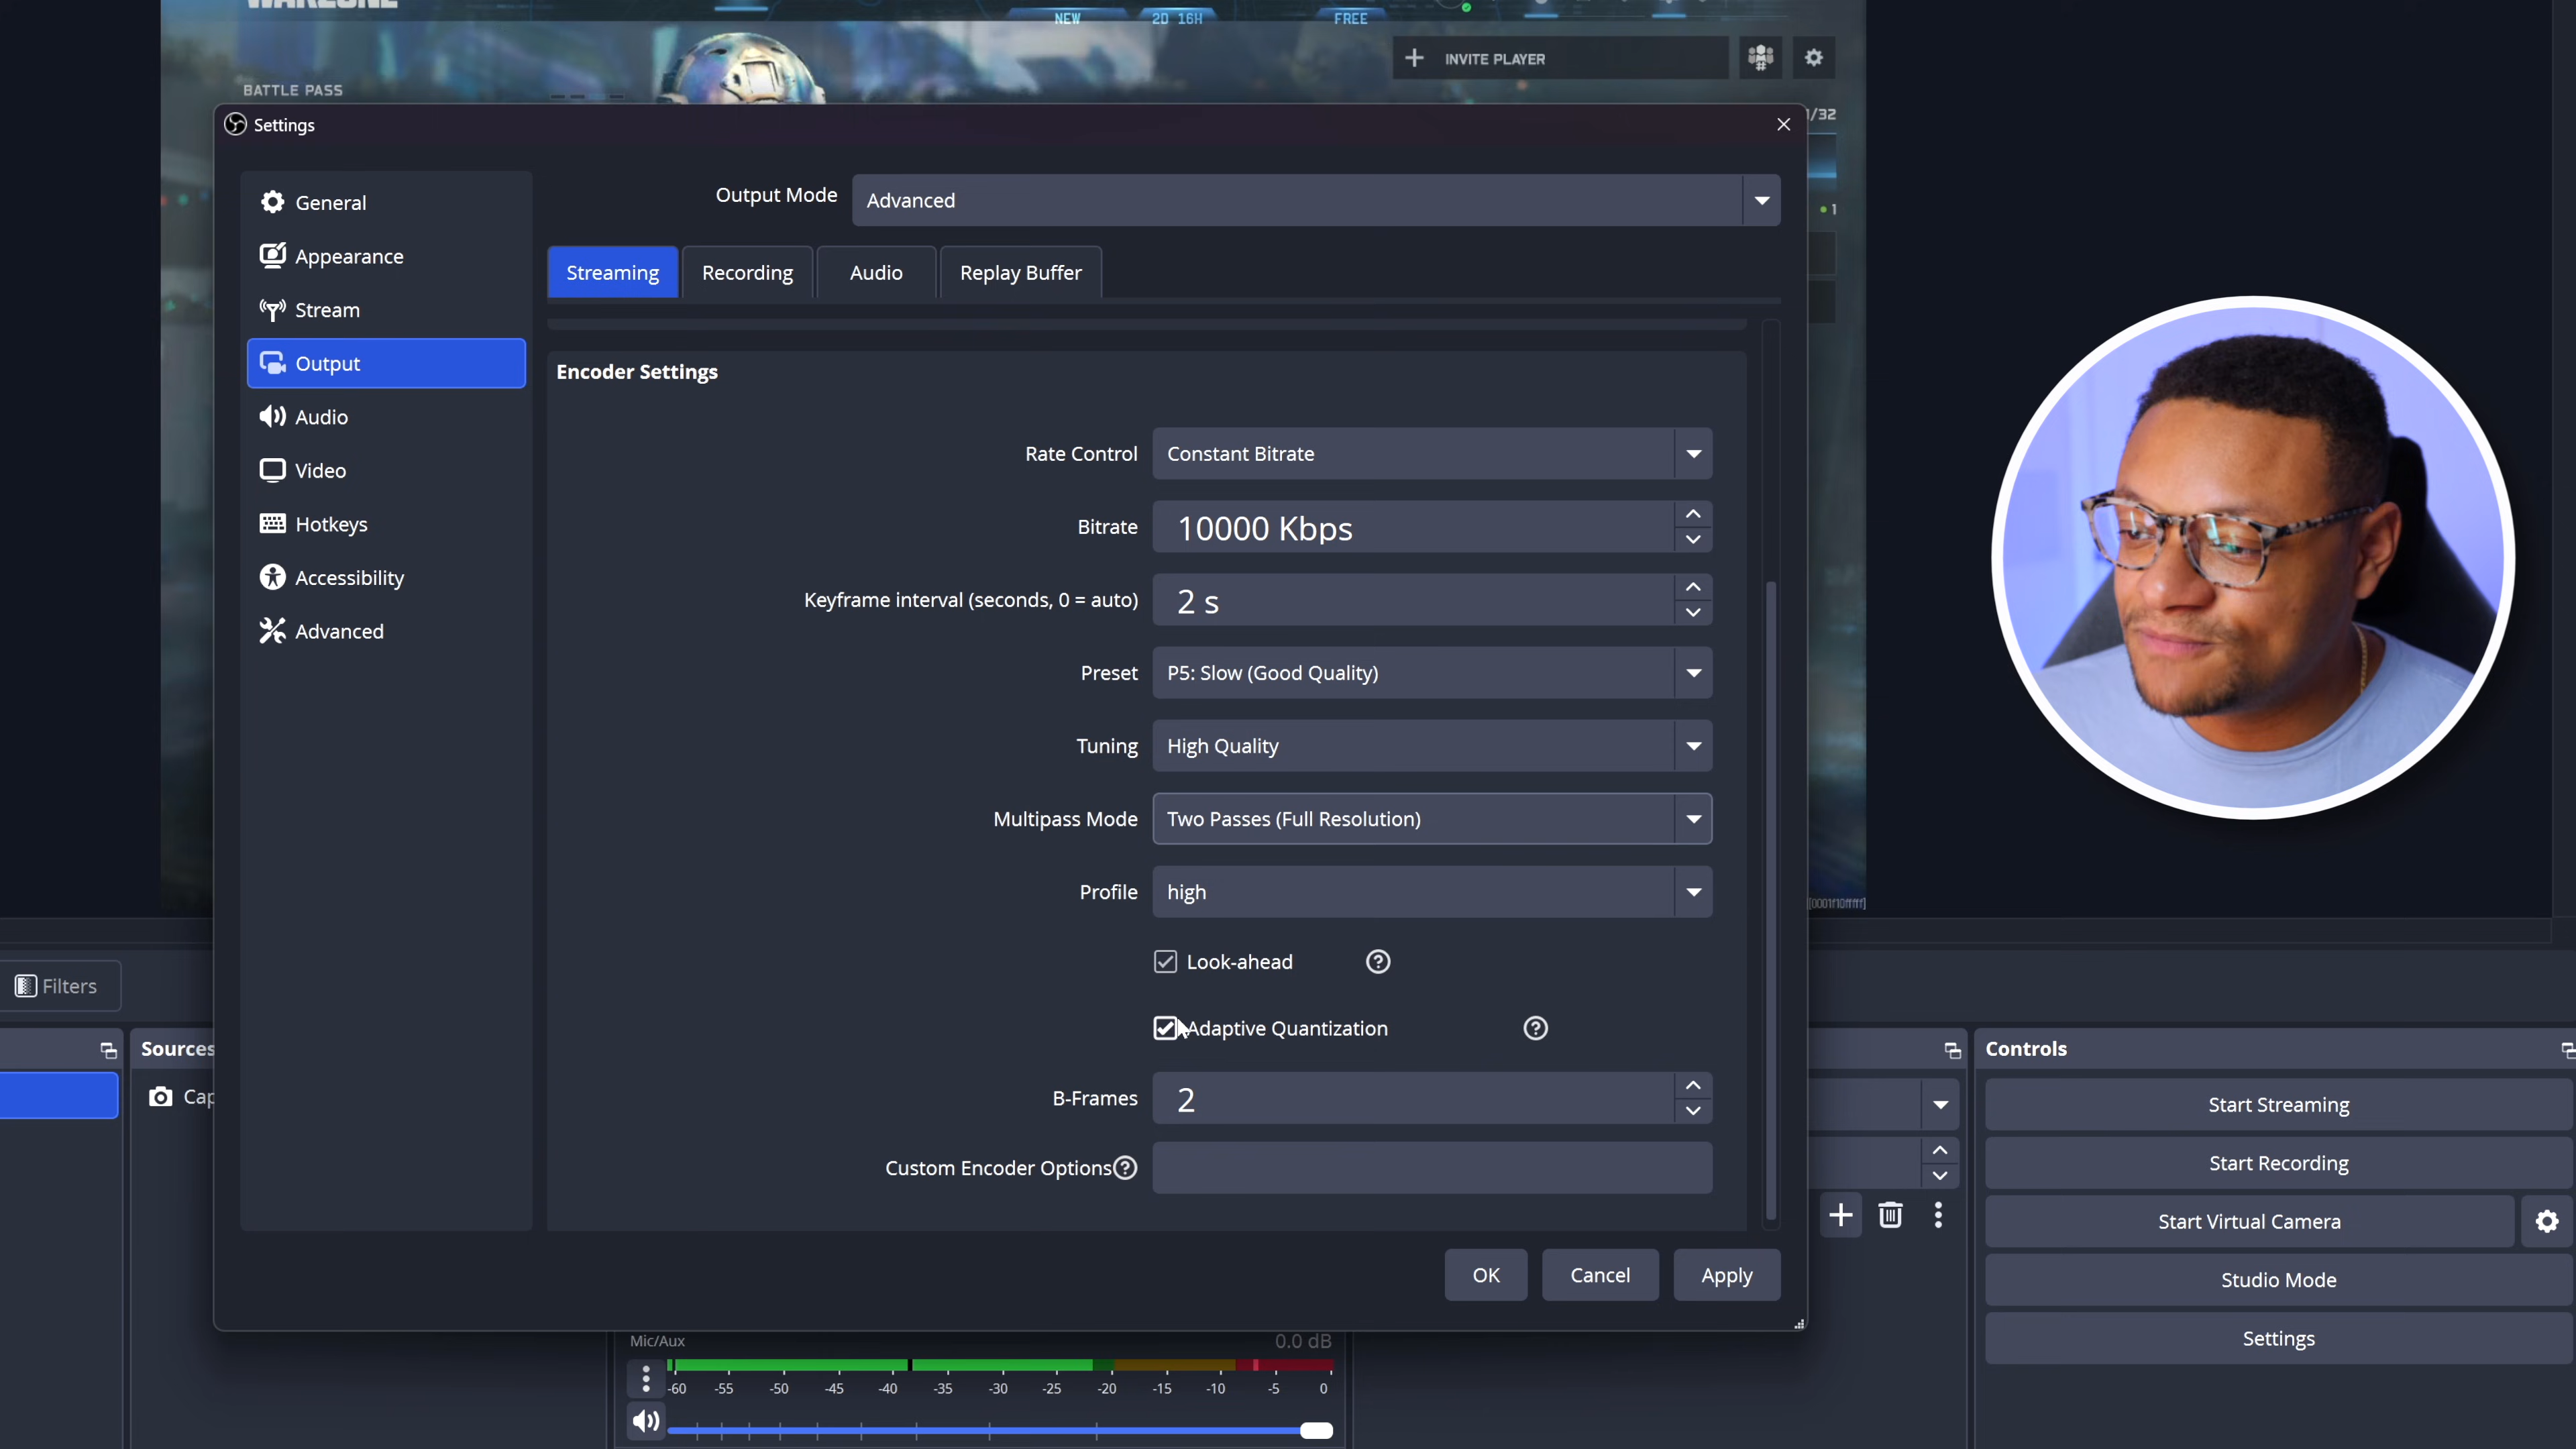 WARZONE
NEW
2D 16H
FREE
INVITE PLAYER
BATTLE PASS
/32
1
Settings
General
Appearance
Stream
Output
Audio
Video
Hotkeys
Accessibility
Advanced
Output Mode
Advanced
Streaming
Recording
Audio
Replay Buffer
Encoder Settings
Rate Control
Constant Bitrate
Bitrate
10000 Kbps
Keyframe interval (seconds, 0 = auto)
2 s
Preset
P5: Slow (Good Quality)
Tuning
High Quality
Multipass Mode
Two Passes (Full Resolution)
Profile
high
Look-ahead
Adaptive Quantization
B-Frames
2
Custom Encoder Options
OK
Cancel
Apply
Filters
Sources
Cap
Mic/Aux
0.0 dB
-60 -55 -50 -45 -40 -35 -30 -25 -20 -15 -10 -5 0
Controls
Start Streaming
Start Recording
Start Virtual Camera
Studio Mode
Settings